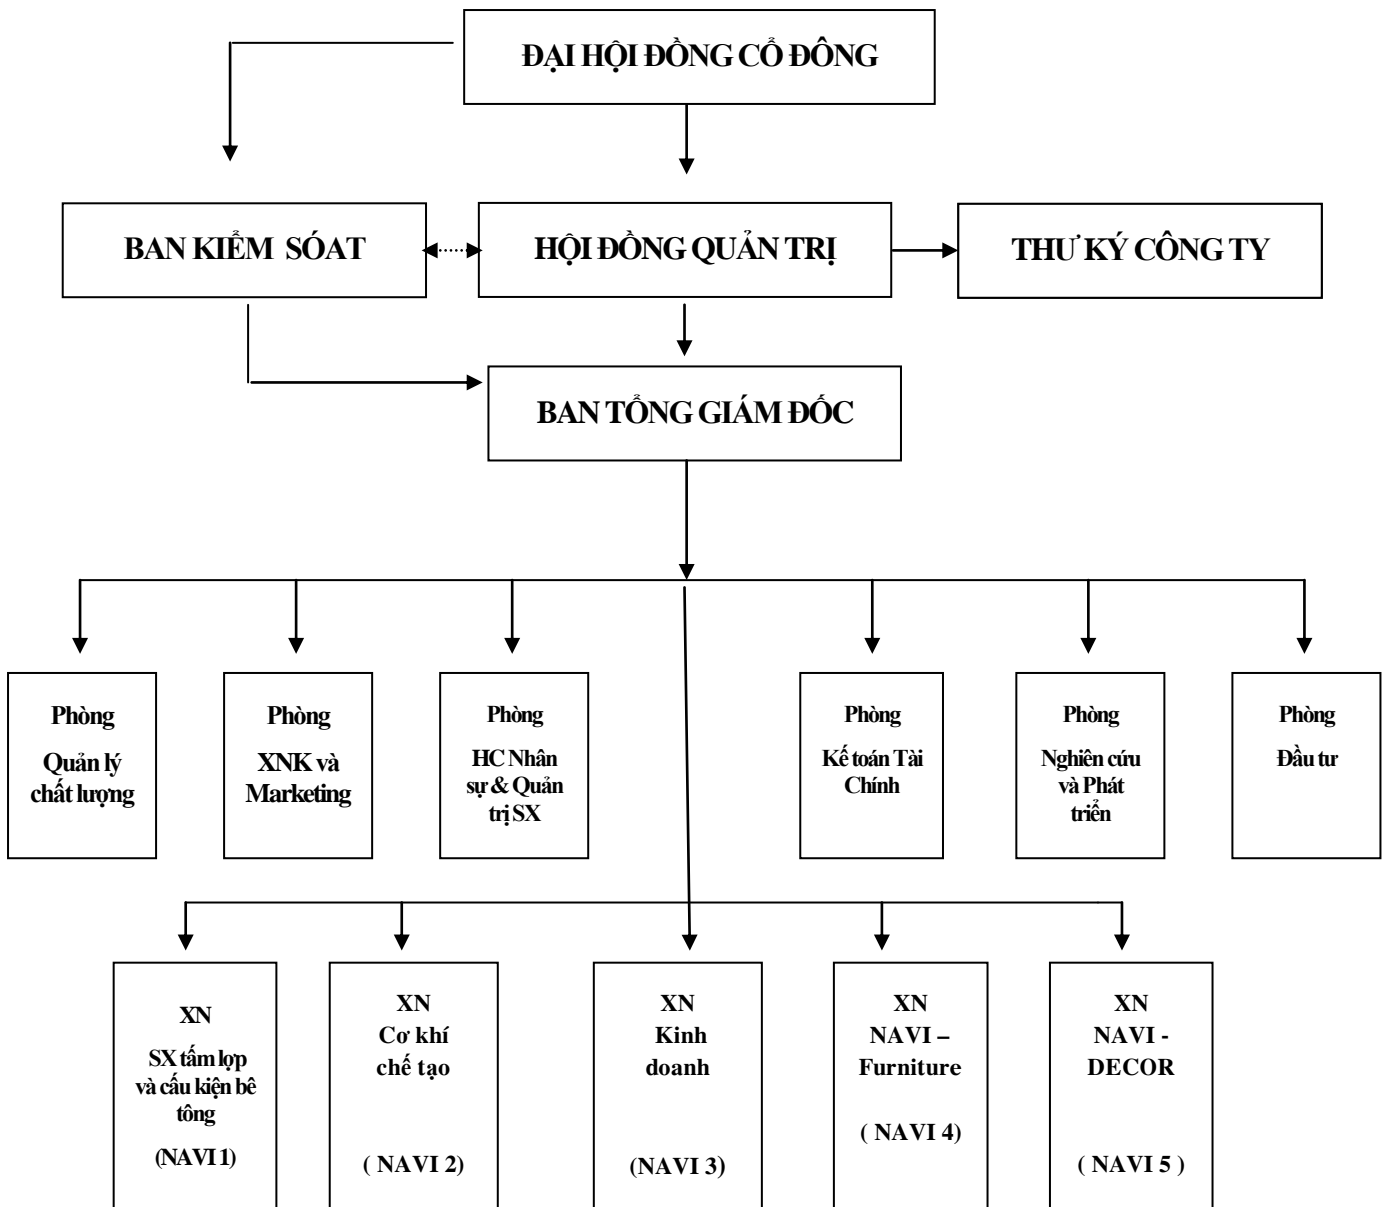 ĐẠI HỘI ĐỒNG CỔ ĐÔNG
BAN KIỂM SÓAT
HỘI ĐỒNG QUẢN TRỊ
THƯ KÝ CÔNG TY
BAN TỔNG GIÁM ĐỐC
Phòng
Quản lý
chất lượng
Phòng
XNK và
Marketing
Phòng
HC Nhân
sự & Quản
trị SX
Phòng
Kế toán Tài
Chính
Phòng
Nghiên cứu
và Phát
triển
Phòng
Đầu tư
XN
SX tấm lợp
và cấu kiện bê
tông
(NAVI 1)
XN
Cơ khí
chế tạo
( NAVI 2)
XN
Kinh
doanh
(NAVI 3)
XN
NAVI –
Furniture
( NAVI 4)
XN
NAVI -
DECOR
( NAVI 5 )